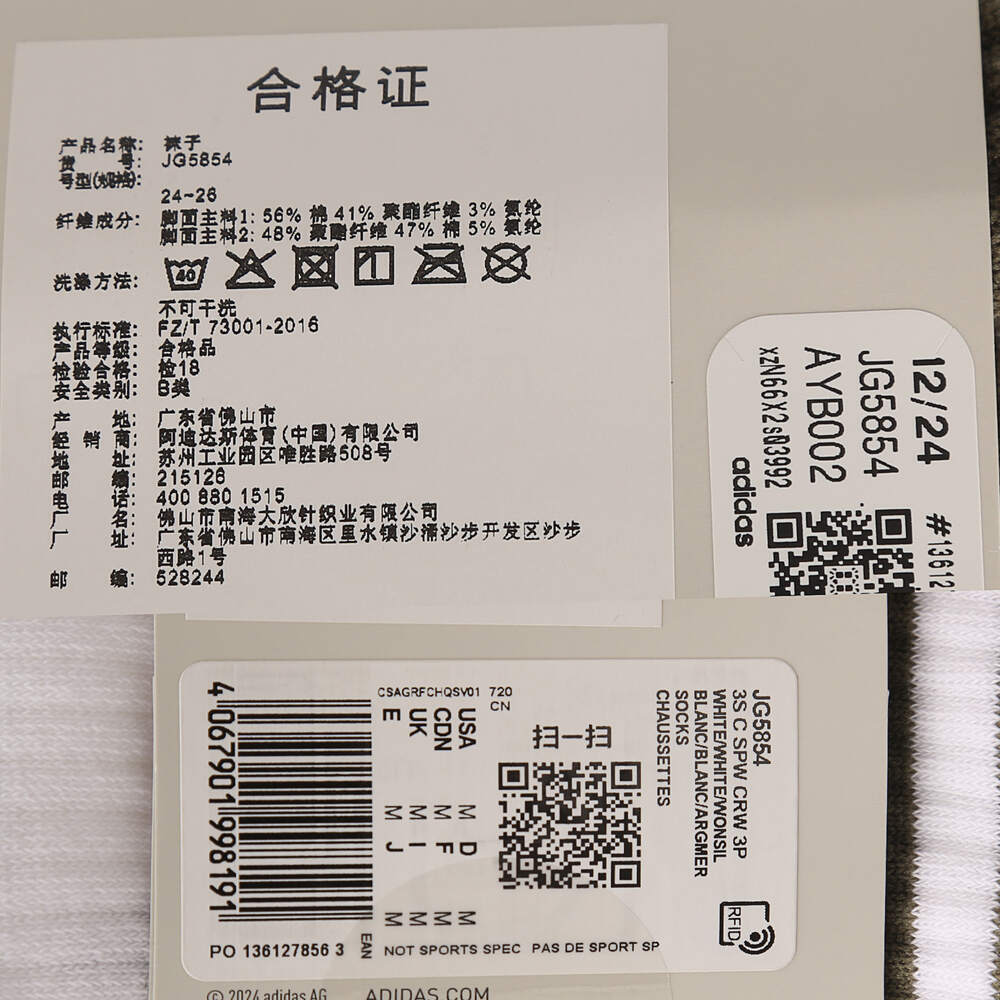 合格证
产品名称: 袜子
货 号: JG5854
号型(规格):
24~26
纤维成分: 脚面主料1: 56% 棉 41% 聚酯纤维 3% 氨纶
脚面主料2: 48% 聚酯纤维 47% 棉 5% 氨纶
洗涤方法:
40
不可干洗
执行标准: FZ/T 73001-2016
产品等级: 合格品
检验合格: 检18
安全类别: B类
产 地: 广东省佛山市
经 销 商: 阿迪达斯体育(中国)有限公司
地 址: 苏州工业园区唯胜路508号
邮 编: 215126
电 话: 400 880 1515
厂 名: 佛山市南海大欣针织业有限公司
厂 址: 广东省佛山市南海区里水镇沙涌沙步开发区沙步
西路1号
邮 编: 528244
12/24
JG5854
AYB002
xzN66X2s03992
adidas
#13612
JG5854
3S C SPW CRW 3P
WHITE/WHITE/WONSIL
BLANC/BLANC/ARGMER
SOCKS
CHAUSSETTES
RFID
扫一扫
CSAGRFCHQSV01 720
CN
USA M D M
CDN M F M
UK M I M
E M J M
4067901998191
EAN
PO 136127856 3
NOT SPORTS SPEC PAS DE SPORT SP
© 2024 adidas AG
ADIDAS.COM